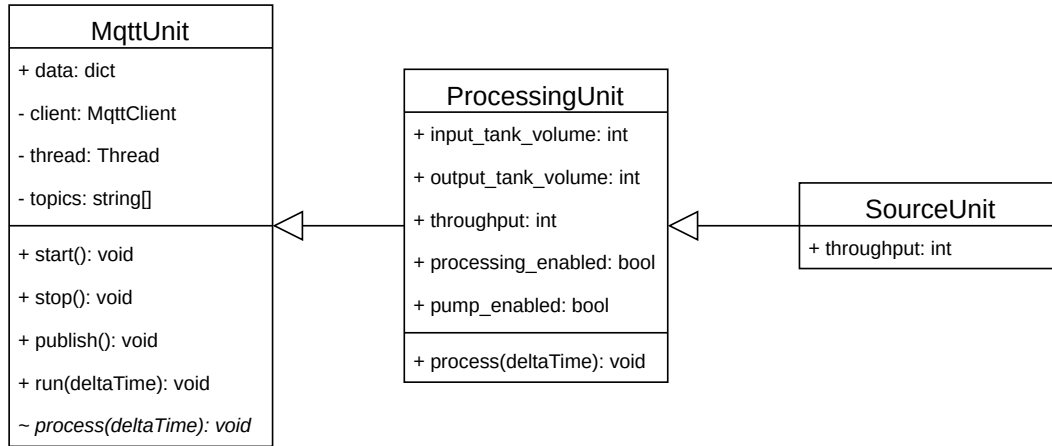 MqttUnit
+ data: dict
- client: MqttClient
- thread: Thread
- topics: string[]
+ start(): void
+ stop(): void
+ publish(): void
+ run(deltaTime): void
~ process(deltaTime): void
ProcessingUnit
+ input_tank_volume: int
+ output_tank_volume: int
+ throughput: int
+ processing_enabled: bool
+ pump_enabled: bool
+ process(deltaTime): void
SourceUnit
+ throughput: int